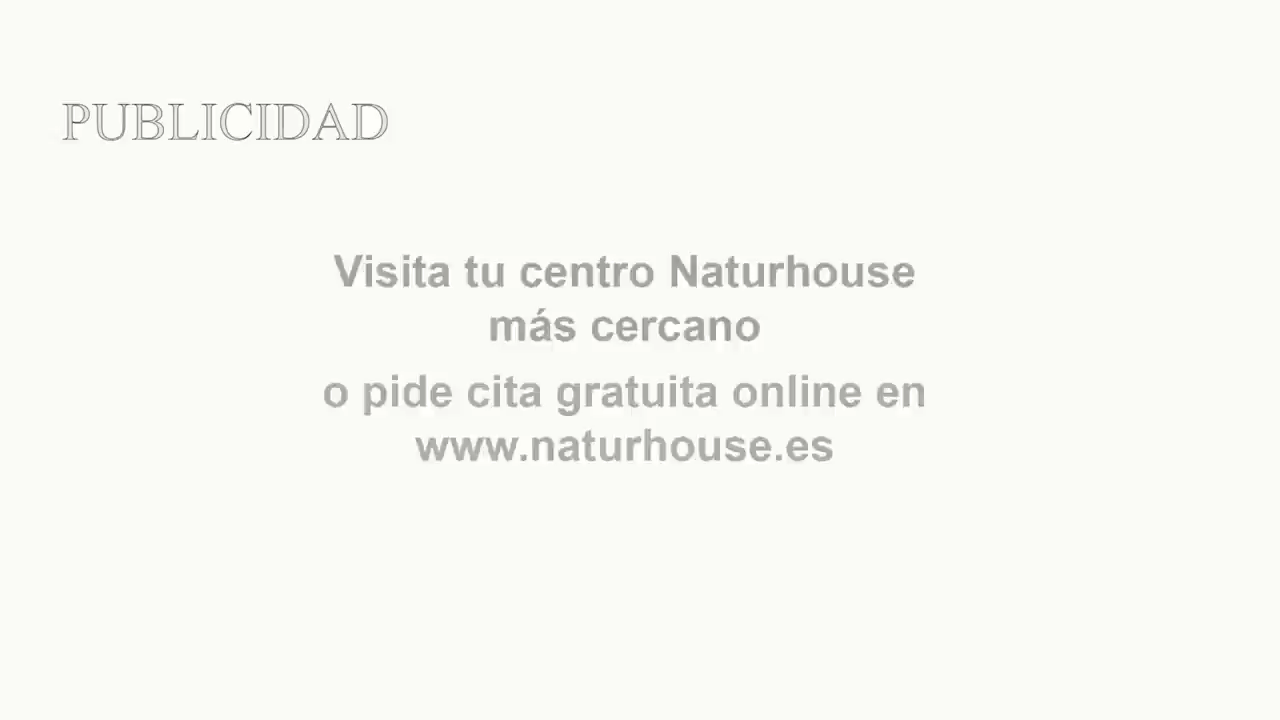 PUBLICIDAD
Visita tu centro Naturhouse
más cercano
o pide cita gratuita online en
www.naturhouse.es